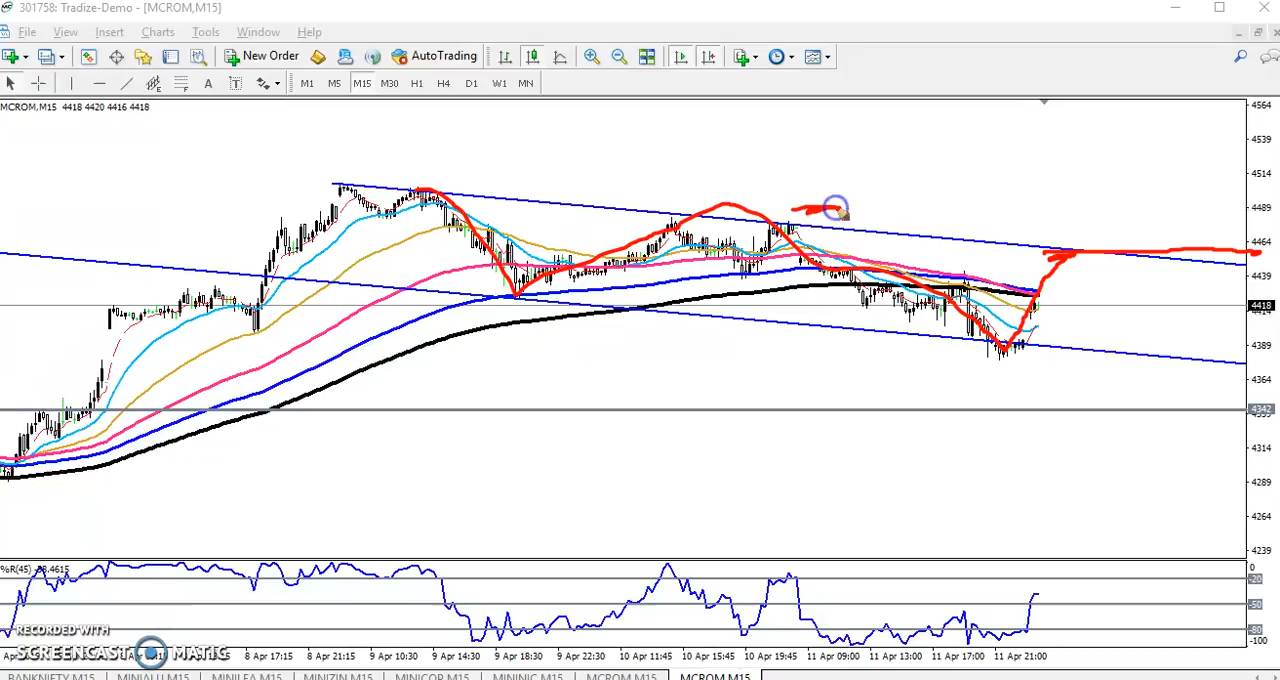 301758: Tradize-Demo - [MCROM,M15]
File View Insert Charts Tools Window Help
New Order AutoTrading
A T M1 M5 M15 M30 H1 H4 D1 W1 MN
MCROM,M15 4418 4420 4416 4418
4564
4539
4514
4489
4464
4439
4418
4414
4389
4364
4342
4314
4289
4264
4239
%R(45)
0
-20
-50
-80
-100
RECORDED WITH
SCREENCAST MATIC
8 Apr 17:15 8 Apr 21:15 9 Apr 10:30 9 Apr 14:30 9 Apr 18:30 9 Apr 22:30 10 Apr 11:45 10 Apr 15:45 10 Apr 19:45 11 Apr 09:00 11 Apr 13:00 11 Apr 17:00 11 Apr 21:00
BANKNIFTY,M15 MINIALU,M15 MINILEA,M15 MINIZIN,M15 MINICOP,M15 MININIC,M15 MCROM,M15 MCROM,M15